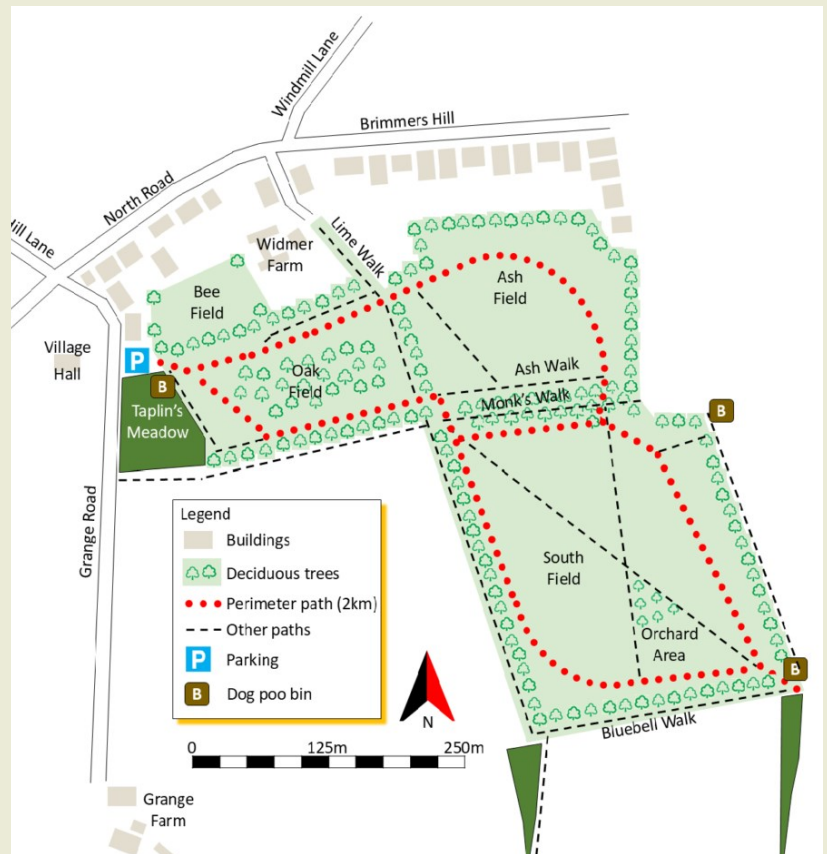 Windmill Lane
Brimmers Hill
North Road
Lime Walk
Widmer
Farm
Ash
Field
Bee
Field
Village
Hall
P
B
Oak
Field
Ash Walk
Monk's Walk
B
Taplin's
Meadow
Grange Road
South
Field
Orchard
Area
B
Bluebell Walk
Legend
Buildings
Deciduous trees
Perimeter path (2km)
Other paths
P Parking
B Dog poo bin
N
0 125m 250m
Grange
Farm